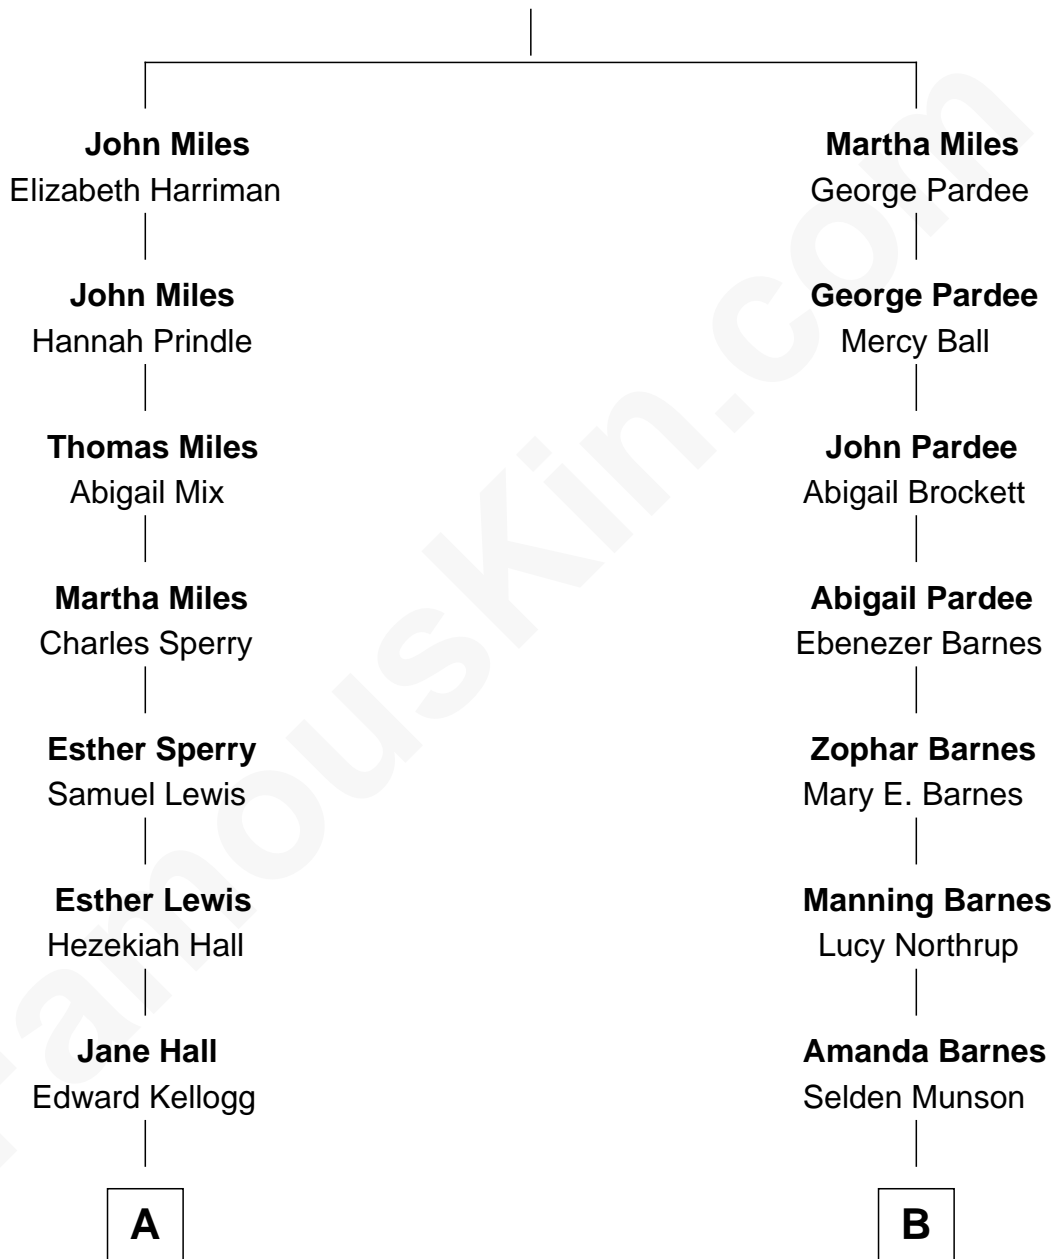 John Miles
Elizabeth Harriman
John Miles
Hannah Prindle
Thomas Miles
Abigail Mix
Martha Miles
Charles Sperry
Esther Sperry
Samuel Lewis
Esther Lewis
Hezekiah Hall
Jane Hall
Edward Kellogg
A
Martha Miles
George Pardee
George Pardee
Mercy Ball
John Pardee
Abigail Brockett
Abigail Pardee
Ebenezer Barnes
Zophar Barnes
Mary E. Barnes
Manning Barnes
Lucy Northrup
Amanda Barnes
Selden Munson
B
FamousKin.com